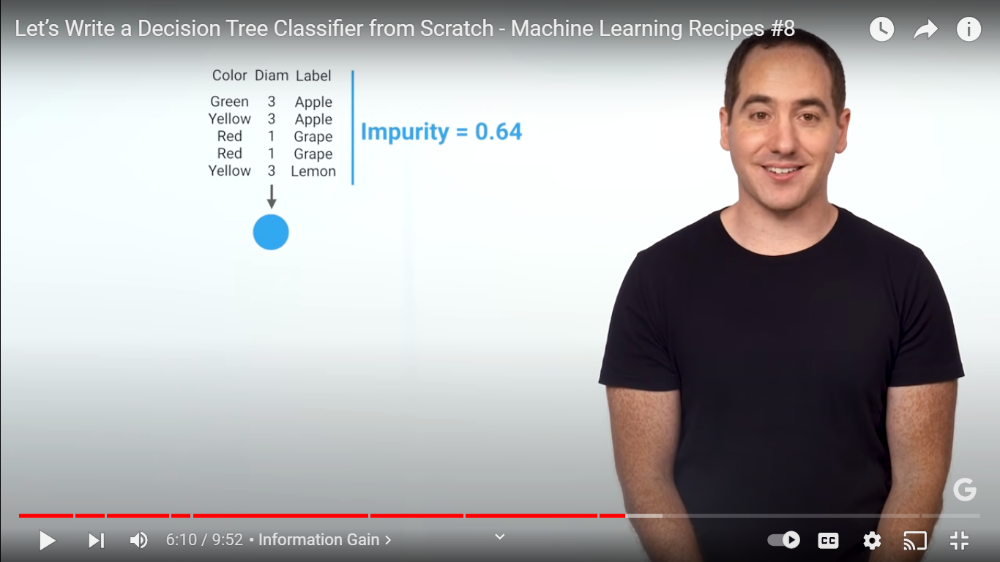 Let’s Write a Decision Tree Classifier from Scratch - Machine Learning Recipes #8
Color Diam Label
Green 3 Apple
Yellow 3 Apple
Red 1 Grape
Red 1 Grape
Yellow 3 Lemon
Impurity = 0.64
G
6:10 / 9:52 • Information Gain
CC